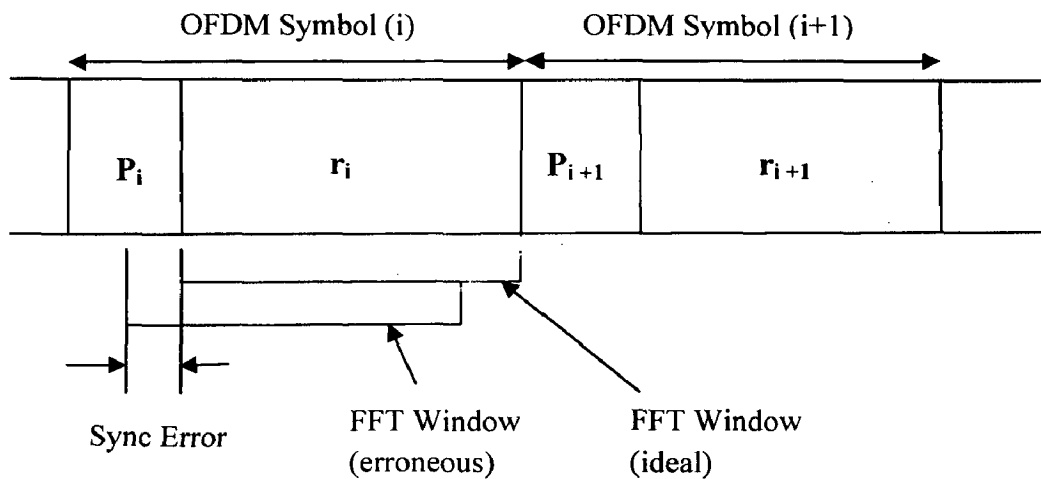 OFDM Symbol (i) OFDM Symbol (i+1)
Pi ri Pi+1 ri+1
Sync Error
FFT Window
(erroneous)
FFT Window
(ideal)